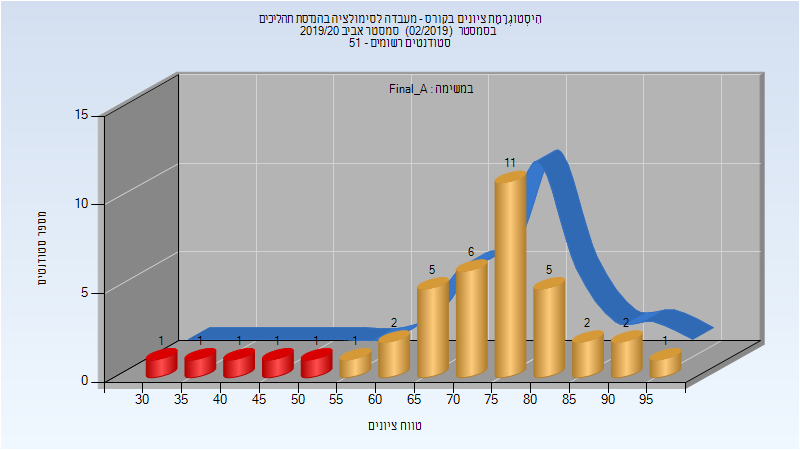 היסטוגרמת ציונים בקורס - מעבדה לסימולציה בהנדסת תהליכים
בסמסטר (02/2019) סמסטר אביב 2019/20
סטודנטים רשומים - 51
במשימה : Final_A
מספר סטודנטים
15
10
5
0
1
1
1
1
1
1
2
5
6
11
5
2
2
1
30 35 40 45 50 55 60 65 70 75 80 85 90 95
טווח ציונים